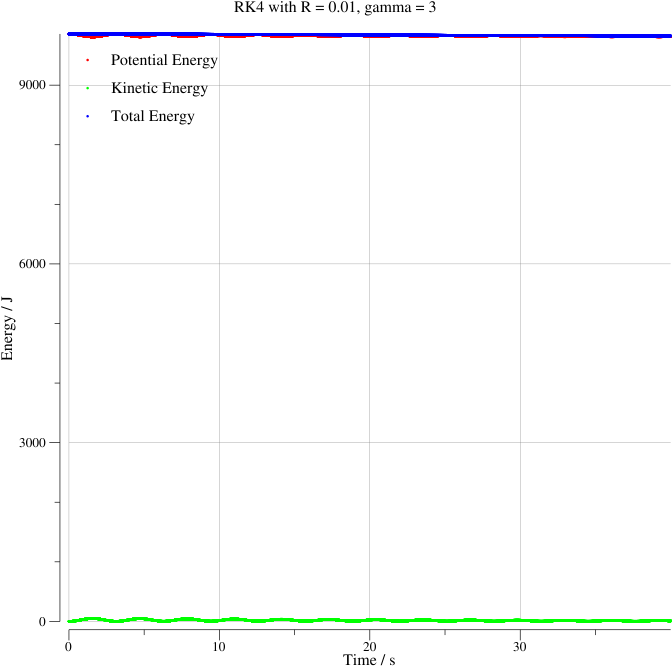 RK4 with R = 0.01, gamma = 3
Potential Energy
Kinetic Energy
Total Energy
9000
6000
3000
0
Energy / J
0
10
20
30
Time / s